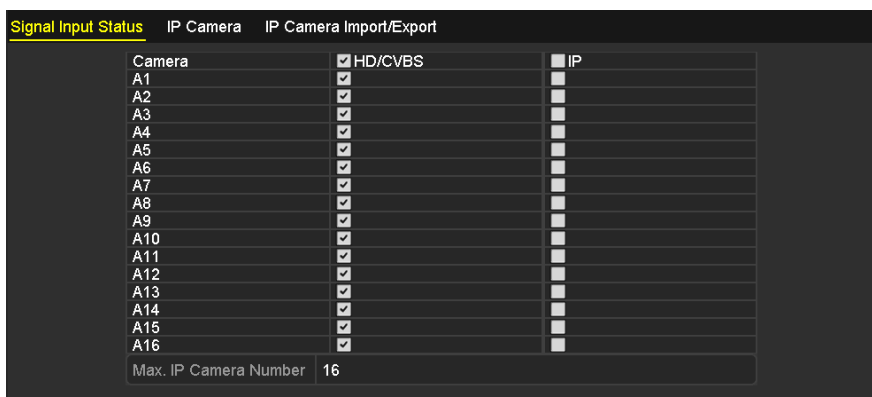 Signal Input Status IP Camera IP Camera Import/Export
Camera HD/CVBS IP
A1
A2
A3
A4
A5
A6
A7
A8
A9
A10
A11
A12
A13
A14
A15
A16
Max. IP Camera Number 16